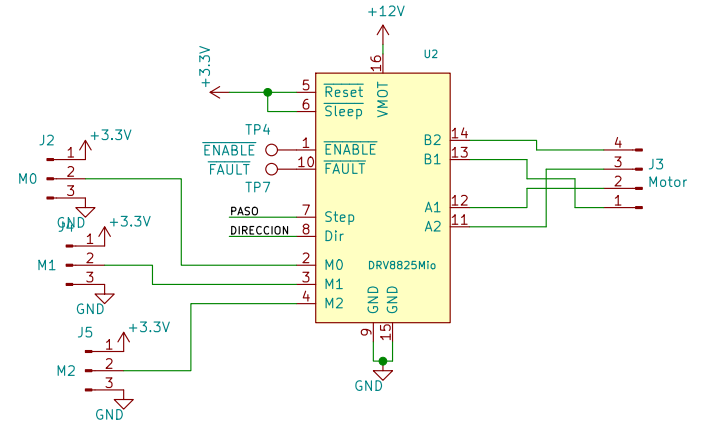 +12V
U2
16
VMOT
+3.3V
5 Reset
6 Sleep
TP4
ENABLE 1 ENABLE
FAULT 10 FAULT
TP7
PASO 7 Step
DIRECCION 8 Dir
2 M0
3 M1
4 M2
DRV8825Mio
GND GND
9 15
GND
B2 14
B1 13
A1 12
A2 11
4
3 J3
2 Motor
1
J2 +3.3V
1
M0 2
3
GND
J4 +3.3V
1
M1 2
3
GND
J5 +3.3V
1
M2 2
3
GND